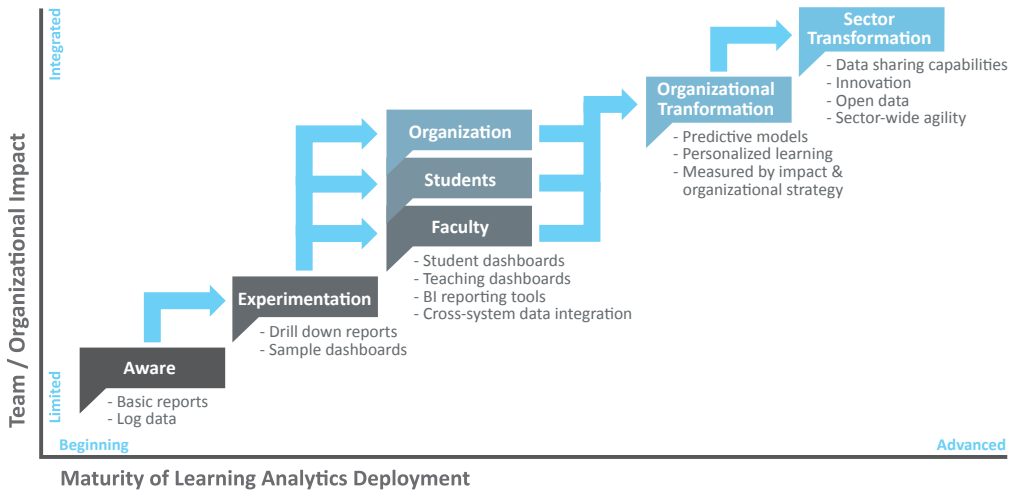 Team / Organizational Impact
Integrated
Limited
Sector
Transformation
- Data sharing capabilities
- Innovation
- Open data
- Sector-wide agility
Organizational
Tranformation
- Predictive models
- Personalized learning
- Measured by impact &
organizational strategy
Organization
Students
Faculty
- Student dashboards
- Teaching dashboards
- BI reporting tools
- Cross-system data integration
Experimentation
- Drill down reports
- Sample dashboards
Aware
- Basic reports
- Log data
Beginning
Advanced
Maturity of Learning Analytics Deployment